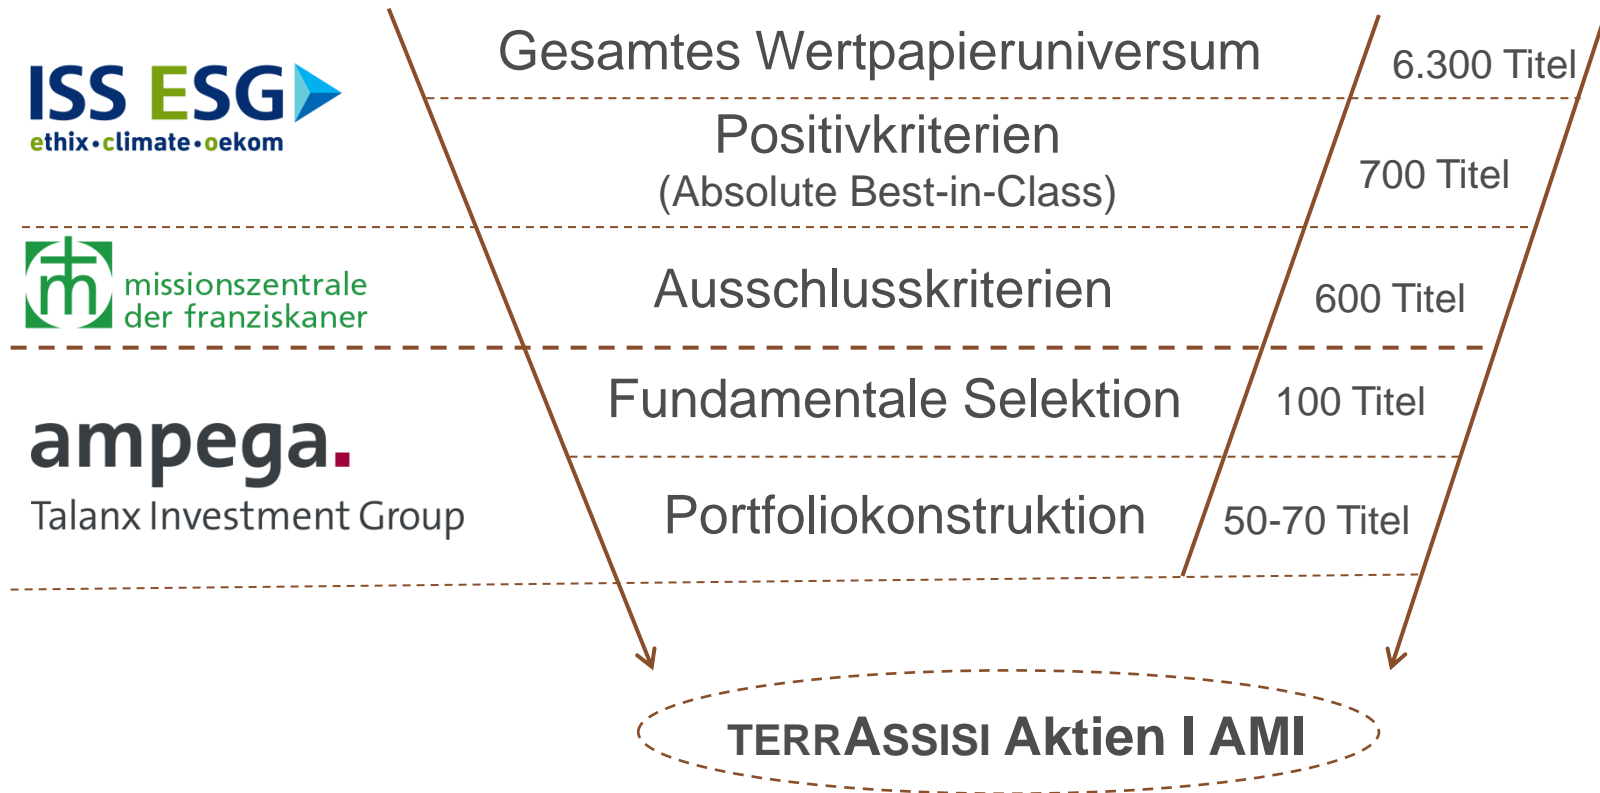 Gesamtes Wertpapieruniversum
6.300 Titel
ISS ESG
ethix·climate·oekom
Positivkriterien
(Absolute Best-in-Class)
700 Titel
missionszentrale
der franziskaner
Ausschlusskriterien
600 Titel
Fundamentale Selektion
100 Titel
ampega.
Talanx Investment Group
Portfoliokonstruktion
50-70 Titel
TERRASSISI Aktien I AMI